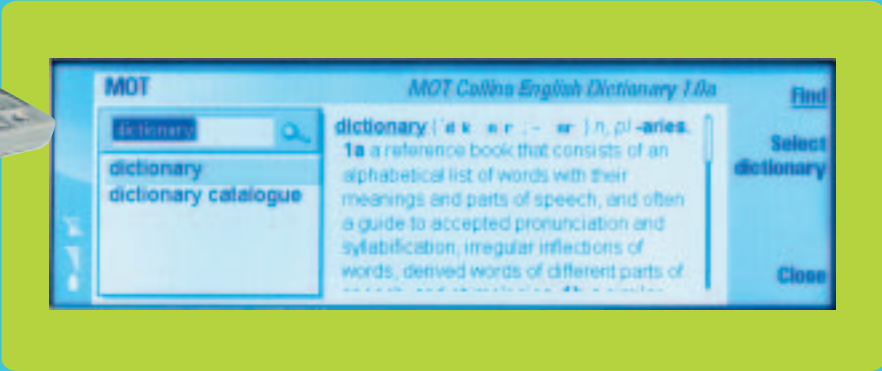 MOT
MOT Collins English Dictionary 1.0a
Find
dictionary
dictionary
dictionary catalogue
dictionary n, pl -aries.
1a a reference book that consists of an
alphabetical list of words with their
meanings and parts of speech, and often
a guide to accepted pronunciation and
syllabification, irregular inflections of
words, derived words of different parts of
Select
dictionary
Close